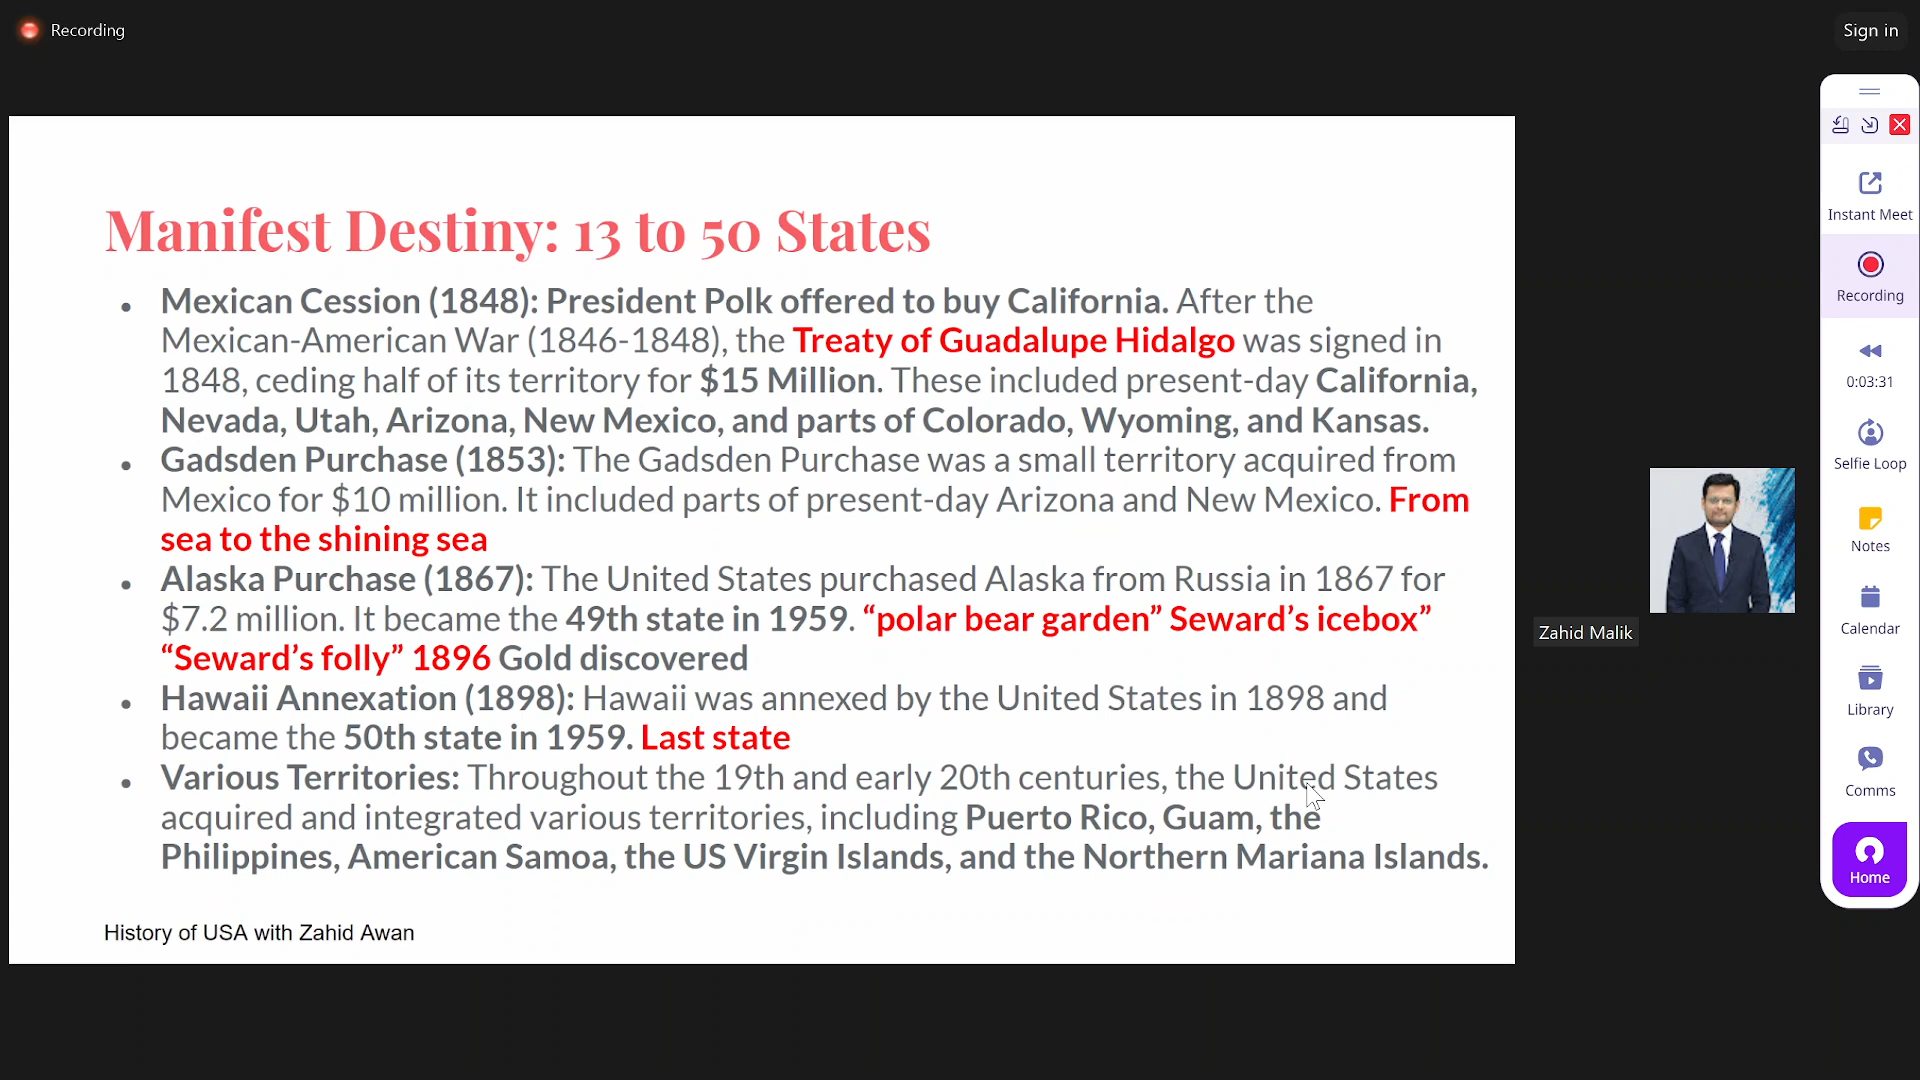 Recording
Sign in
Manifest Destiny: 13 to 50 States
• Mexican Cession (1848): President Polk offered to buy California. After the
Mexican-American War (1846-1848), the Treaty of Guadalupe Hidalgo was signed in
1848, ceding half of its territory for $15 Million. These included present-day California,
Nevada, Utah, Arizona, New Mexico, and parts of Colorado, Wyoming, and Kansas.
• Gadsden Purchase (1853): The Gadsden Purchase was a small territory acquired from
Mexico for $10 million. It included parts of present-day Arizona and New Mexico. From
sea to the shining sea
• Alaska Purchase (1867): The United States purchased Alaska from Russia in 1867 for
$7.2 million. It became the 49th state in 1959. “polar bear garden” Seward’s icebox”
“Seward’s folly” 1896 Gold discovered
• Hawaii Annexation (1898): Hawaii was annexed by the United States in 1898 and
became the 50th state in 1959. Last state
• Various Territories: Throughout the 19th and early 20th centuries, the United States
acquired and integrated various territories, including Puerto Rico, Guam, the
Philippines, American Samoa, the US Virgin Islands, and the Northern Mariana Islands.
History of USA with Zahid Awan
Zahid Malik
Instant Meet
Recording
0:03:31
Selfie Loop
Notes
Calendar
Library
Comms
Home